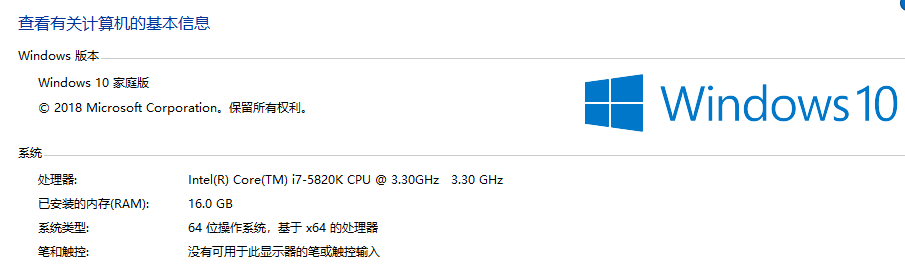 查看有关计算机的基本信息
Windows 版本
Windows 10 家庭版
© 2018 Microsoft Corporation。保留所有权利。
Windows 10
系统
处理器: Intel(R) Core(TM) i7-5820K CPU @ 3.30GHz 3.30 GHz
已安装的内存(RAM): 16.0 GB
系统类型: 64 位操作系统，基于 x64 的处理器
笔和触控: 没有可用于此显示器的笔或触控输入